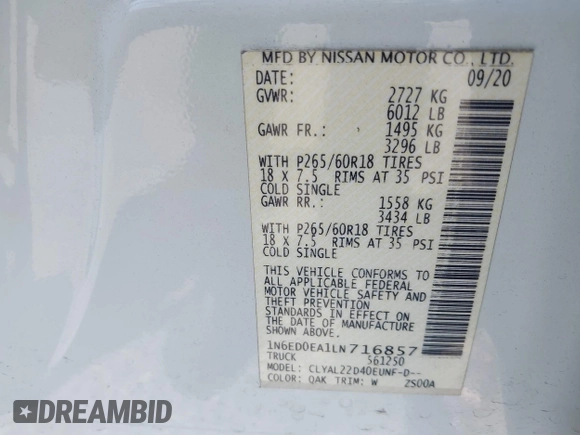 MFD BY NISSAN MOTOR CO., LTD.
DATE: 09/20
GVWR: 2727 KG
6012 LB
GAWR FR.: 1495 KG
3296 LB
WITH P265/60R18 TIRES
18 X 7.5 RIMS AT 35 PSI
COLD SINGLE
GAWR RR.: 1558 KG
3434 LB
WITH P265/60R18 TIRES
18 X 7.5 RIMS AT 35 PSI
COLD SINGLE
THIS VEHICLE CONFORMS TO
ALL APPLICABLE FEDERAL
MOTOR VEHICLE SAFETY AND
THEFT PREVENTION
STANDARDS IN EFFECT ON
THE DATE OF MANUFACTURE
SHOWN ABOVE.
1N6ED0EA1LN716857
TRUCK 561250
MODEL: CLYAL22D40EUNF-D--
COLOR: QAK TRIM: W 2S00A
DREAMBID